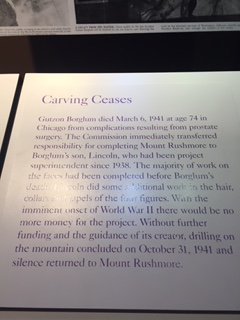 Carving Ceases
Gutzon Borglum died March 6, 1941 at age 74 in
Chicago from complications resulting from prostate
surgery. The Commission immediately transferred
responsibility for completing Mount Rushmore to
Borglum's son, Lincoln, who had been project
superintendent since 1938. The majority of work on
the faces had been completed before Borglum's
Lincoln did some additional work in the hair,
lapels of the four figures. With the
imminent onset of World War II there would be no
more money for the project. Without further
funding and the guidance of its creator, drilling on
the mountain concluded on October 31, 1941 and
silence returned to Mount Rushmore.